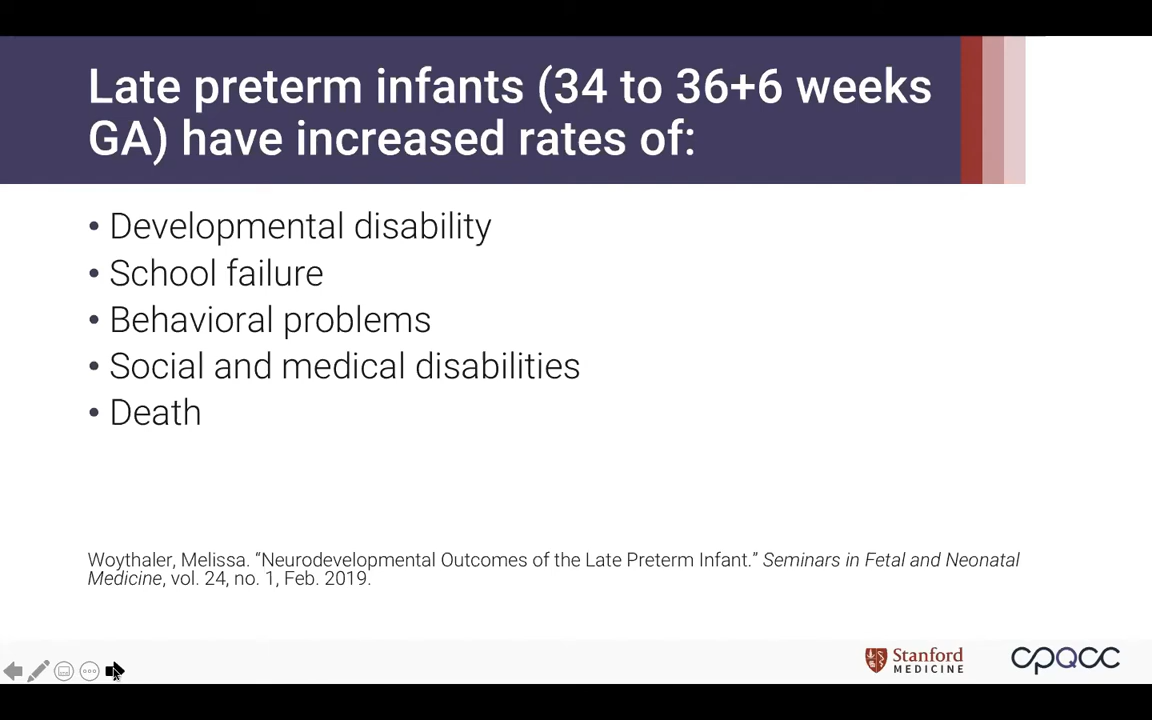 Late preterm infants (34 to 36+6 weeks
GA) have increased rates of:
• Developmental disability
• School failure
• Behavioral problems
• Social and medical disabilities
• Death
Woythaler, Melissa. “Neurodevelopmental Outcomes of the Late Preterm Infant.” Seminars in Fetal and Neonatal
Medicine, vol. 24, no. 1, Feb. 2019.
Stanford
MEDICINE
cpqcc